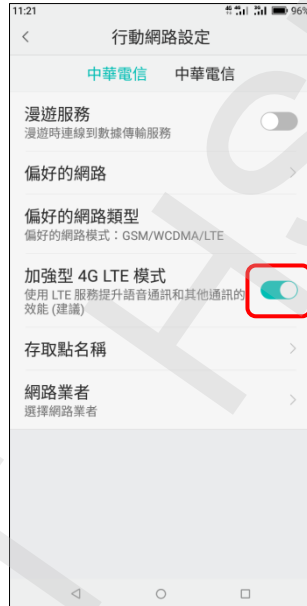 11:21
96%
行動網路設定
中華電信 中華電信
漫遊服務
漫遊時連線到數據傳輸服務
偏好的網路
偏好的網路類型
偏好的網路模式：GSM/WCDMA/LTE
加強型 4G LTE 模式
使用 LTE 服務提升語音通訊和其他通訊的
效能 (建議)
存取點名稱
網路業者
選擇網路業者